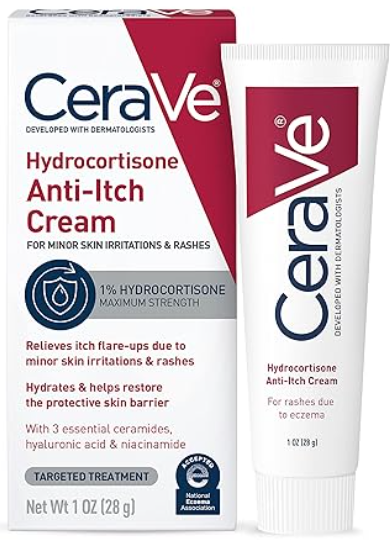 CeraVe®
DEVELOPED WITH DERMATOLOGISTS
Hydrocortisone
Anti-Itch
Cream
FOR MINOR SKIN IRRITATIONS & RASHES
1% HYDROCORTISONE
MAXIMUM STRENGTH
Relieves itch flare-ups due to
minor skin irritations & rashes
Hydrates & helps restore
the protective skin barrier
With 3 essential ceramides,
hyaluronic acid & niacinamide
TARGETED TREATMENT
Net Wt 1 OZ (28 g)
ACCEPTED
e
National
Eczema
Association
CeraVe®
DEVELOPED WITH DERMATOLOGISTS
Hydrocortisone
Anti-Itch Cream
For rashes due
to eczema
1 OZ (28 g)